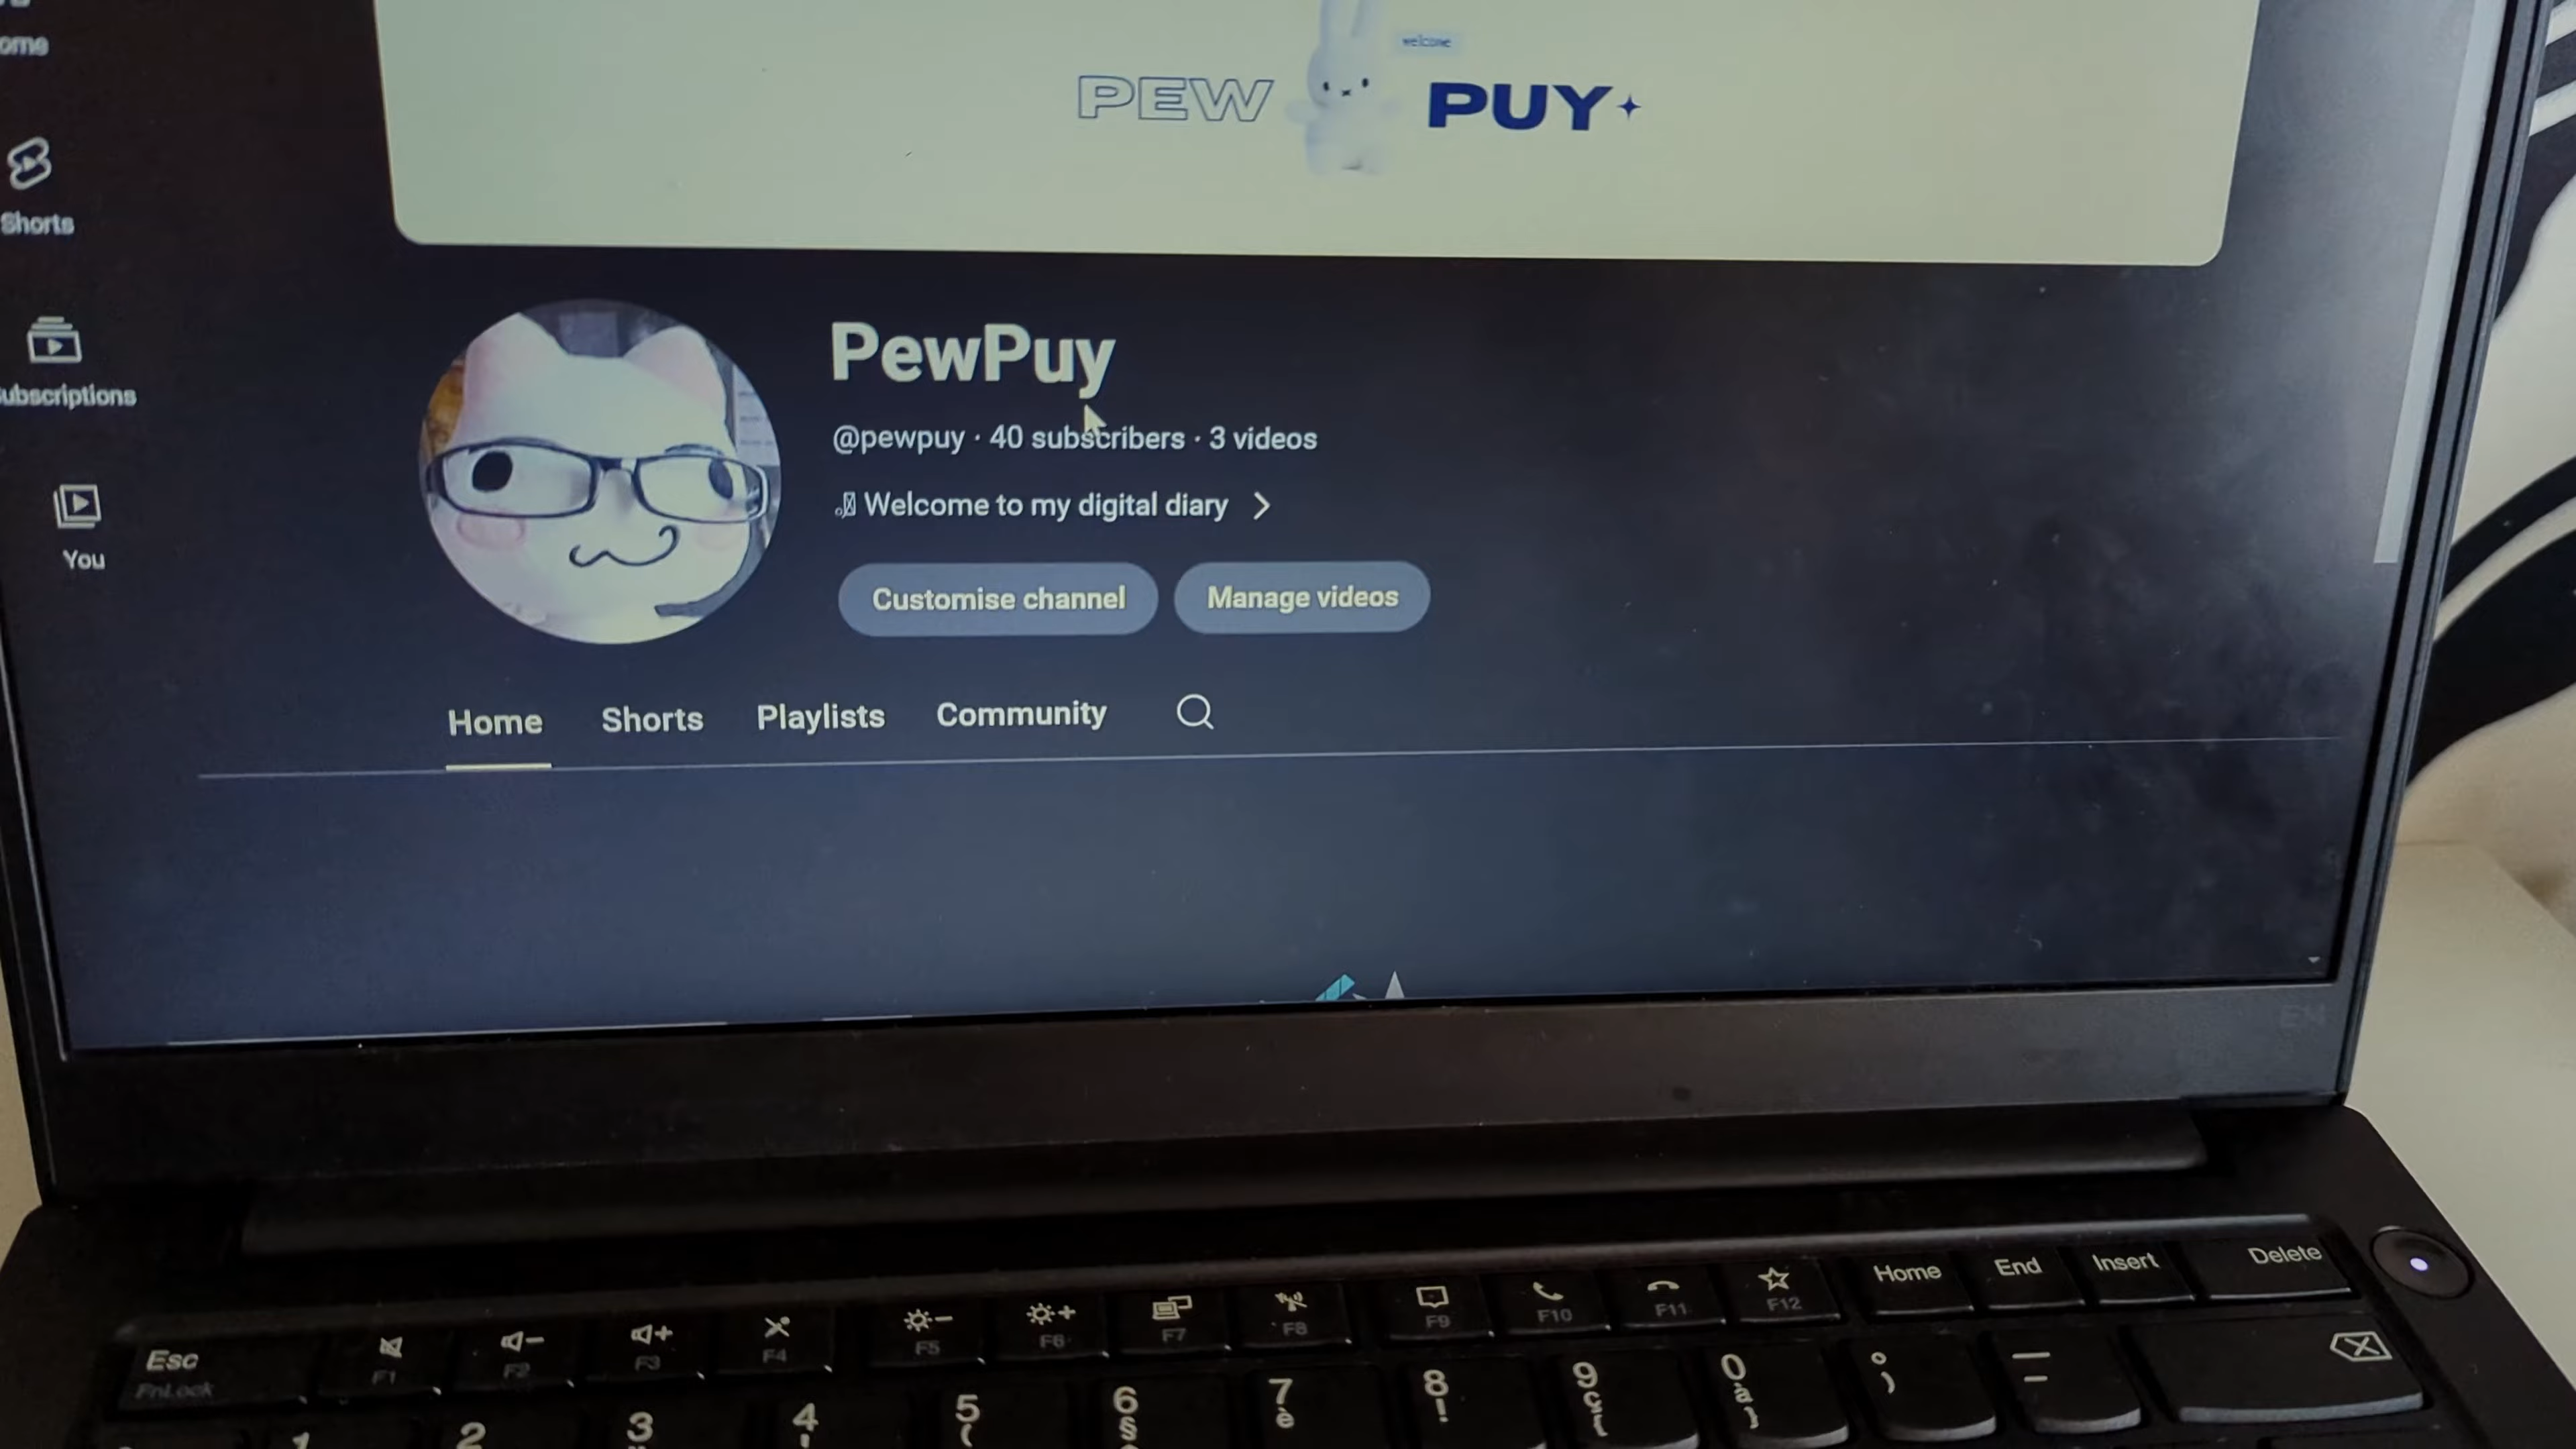 welcome
PEW PUY
Shorts
PewPuy
@pewpuy · 40 subscribers · 3 videos
Subscriptions
Welcome to my digital diary
You
Customise channel Manage videos
Home Shorts Playlists Community
Esc F1 F2 F3 F4 F5 F6 F7 F8 F9 F10 F11 F12 Home End Insert Delete
FnLock
1 2 3 4 5 6 7 8 9 0